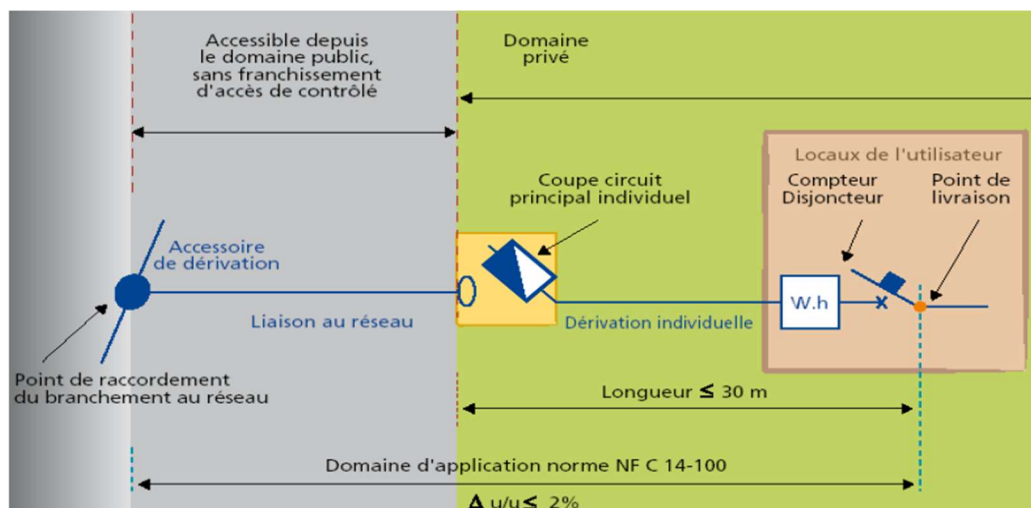 Accessible depuis
le domaine public,
sans franchissement
d'accès de contrôlé
Domaine
privé
Locaux de l'utilisateur
Compteur
Disjoncteur
Point de
livraison
Coupe circuit
principal individuel
Accessoire
de dérivation
W.h
Liaison au réseau
Dérivation individuelle
Point de raccordement
du branchement au réseau
Longueur ≤ 30 m
Domaine d'application norme NF C 14-100
Δ u/u ≤ 2%